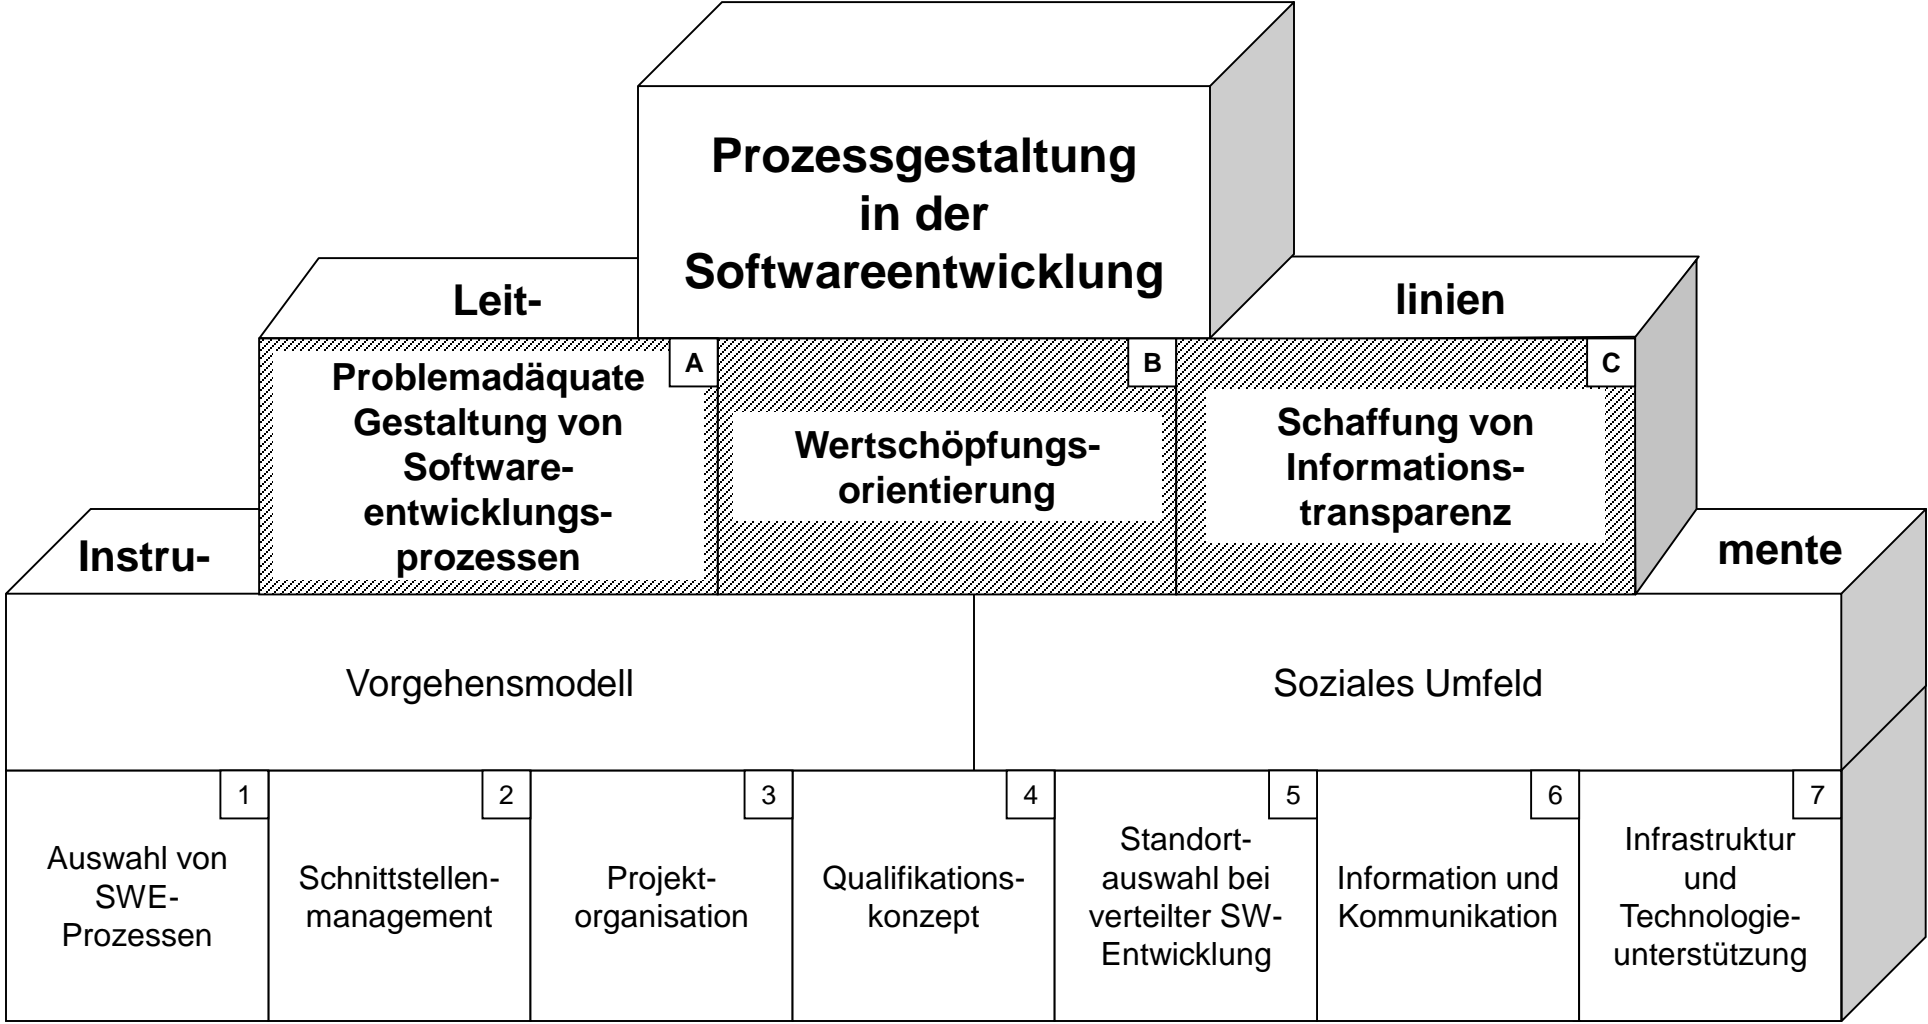 Prozessgestaltung
in der
Softwareentwicklung
Leit-
linien
A
Problemadäquate
Gestaltung von
Software-
entwicklungs-
prozessen
B
Wertschöpfungs-
orientierung
C
Schaffung von
Informations-
transparenz
Instru-
mente
Vorgehensmodell
Soziales Umfeld
1
Auswahl von
SWE-
Prozessen
2
Schnittstellen-
management
3
Projekt-
organisation
4
Qualifikations-
konzept
5
Standort-
auswahl bei
verteilter SW-
Entwicklung
6
Information und
Kommunikation
7
Infrastruktur
und
Technologie-
unterstützung